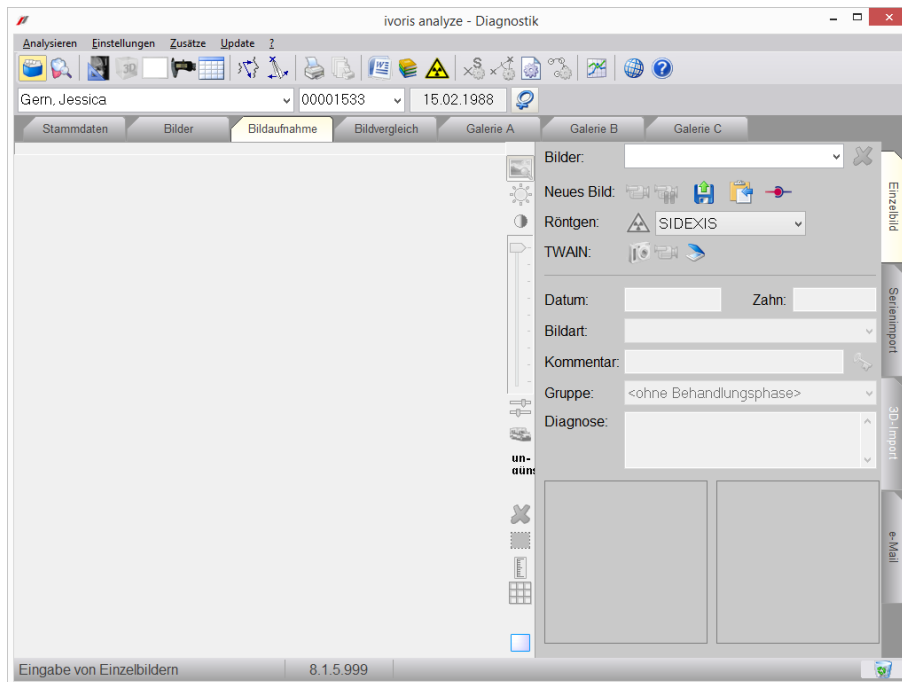 ivoris analyze - Diagnostik
Analysieren Einstellungen Zusätze Update ?
3D
Gern, Jessica 00001533 15.02.1988
Stammdaten Bilder Bildaufnahme Bildvergleich Galerie A Galerie B Galerie C
Bilder:
Neues Bild:
Röntgen: SIDEXIS
TWAIN:
Datum: Zahn:
Bildart:
Kommentar:
Gruppe: <ohne Behandlungsphase>
Diagnose:
un-
güns
Einzelbild
Serienimport
3D-Import
e-Mail
Eingabe von Einzelbildern 8.1.5.999